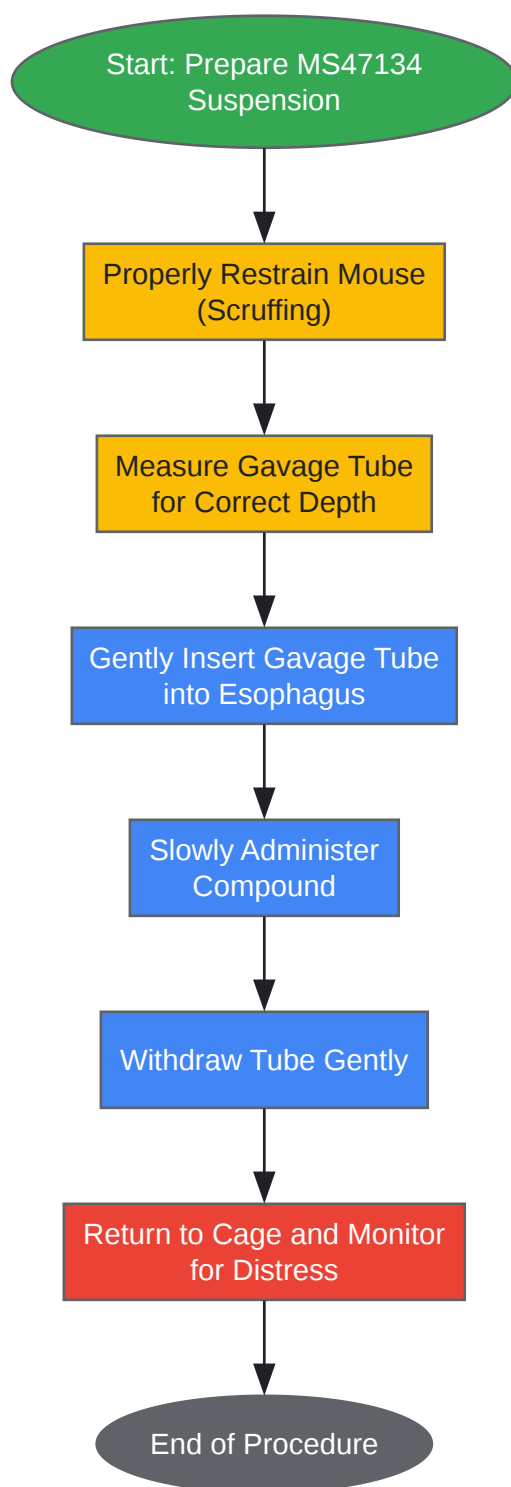 Start: Prepare MS47134
Suspension
Properly Restrain Mouse
(Scruffing)
Measure Gavage Tube
for Correct Depth
Gently Insert Gavage Tube
into Esophagus
Slowly Administer
Compound
Withdraw Tube Gently
Return to Cage and Monitor
for Distress
End of Procedure